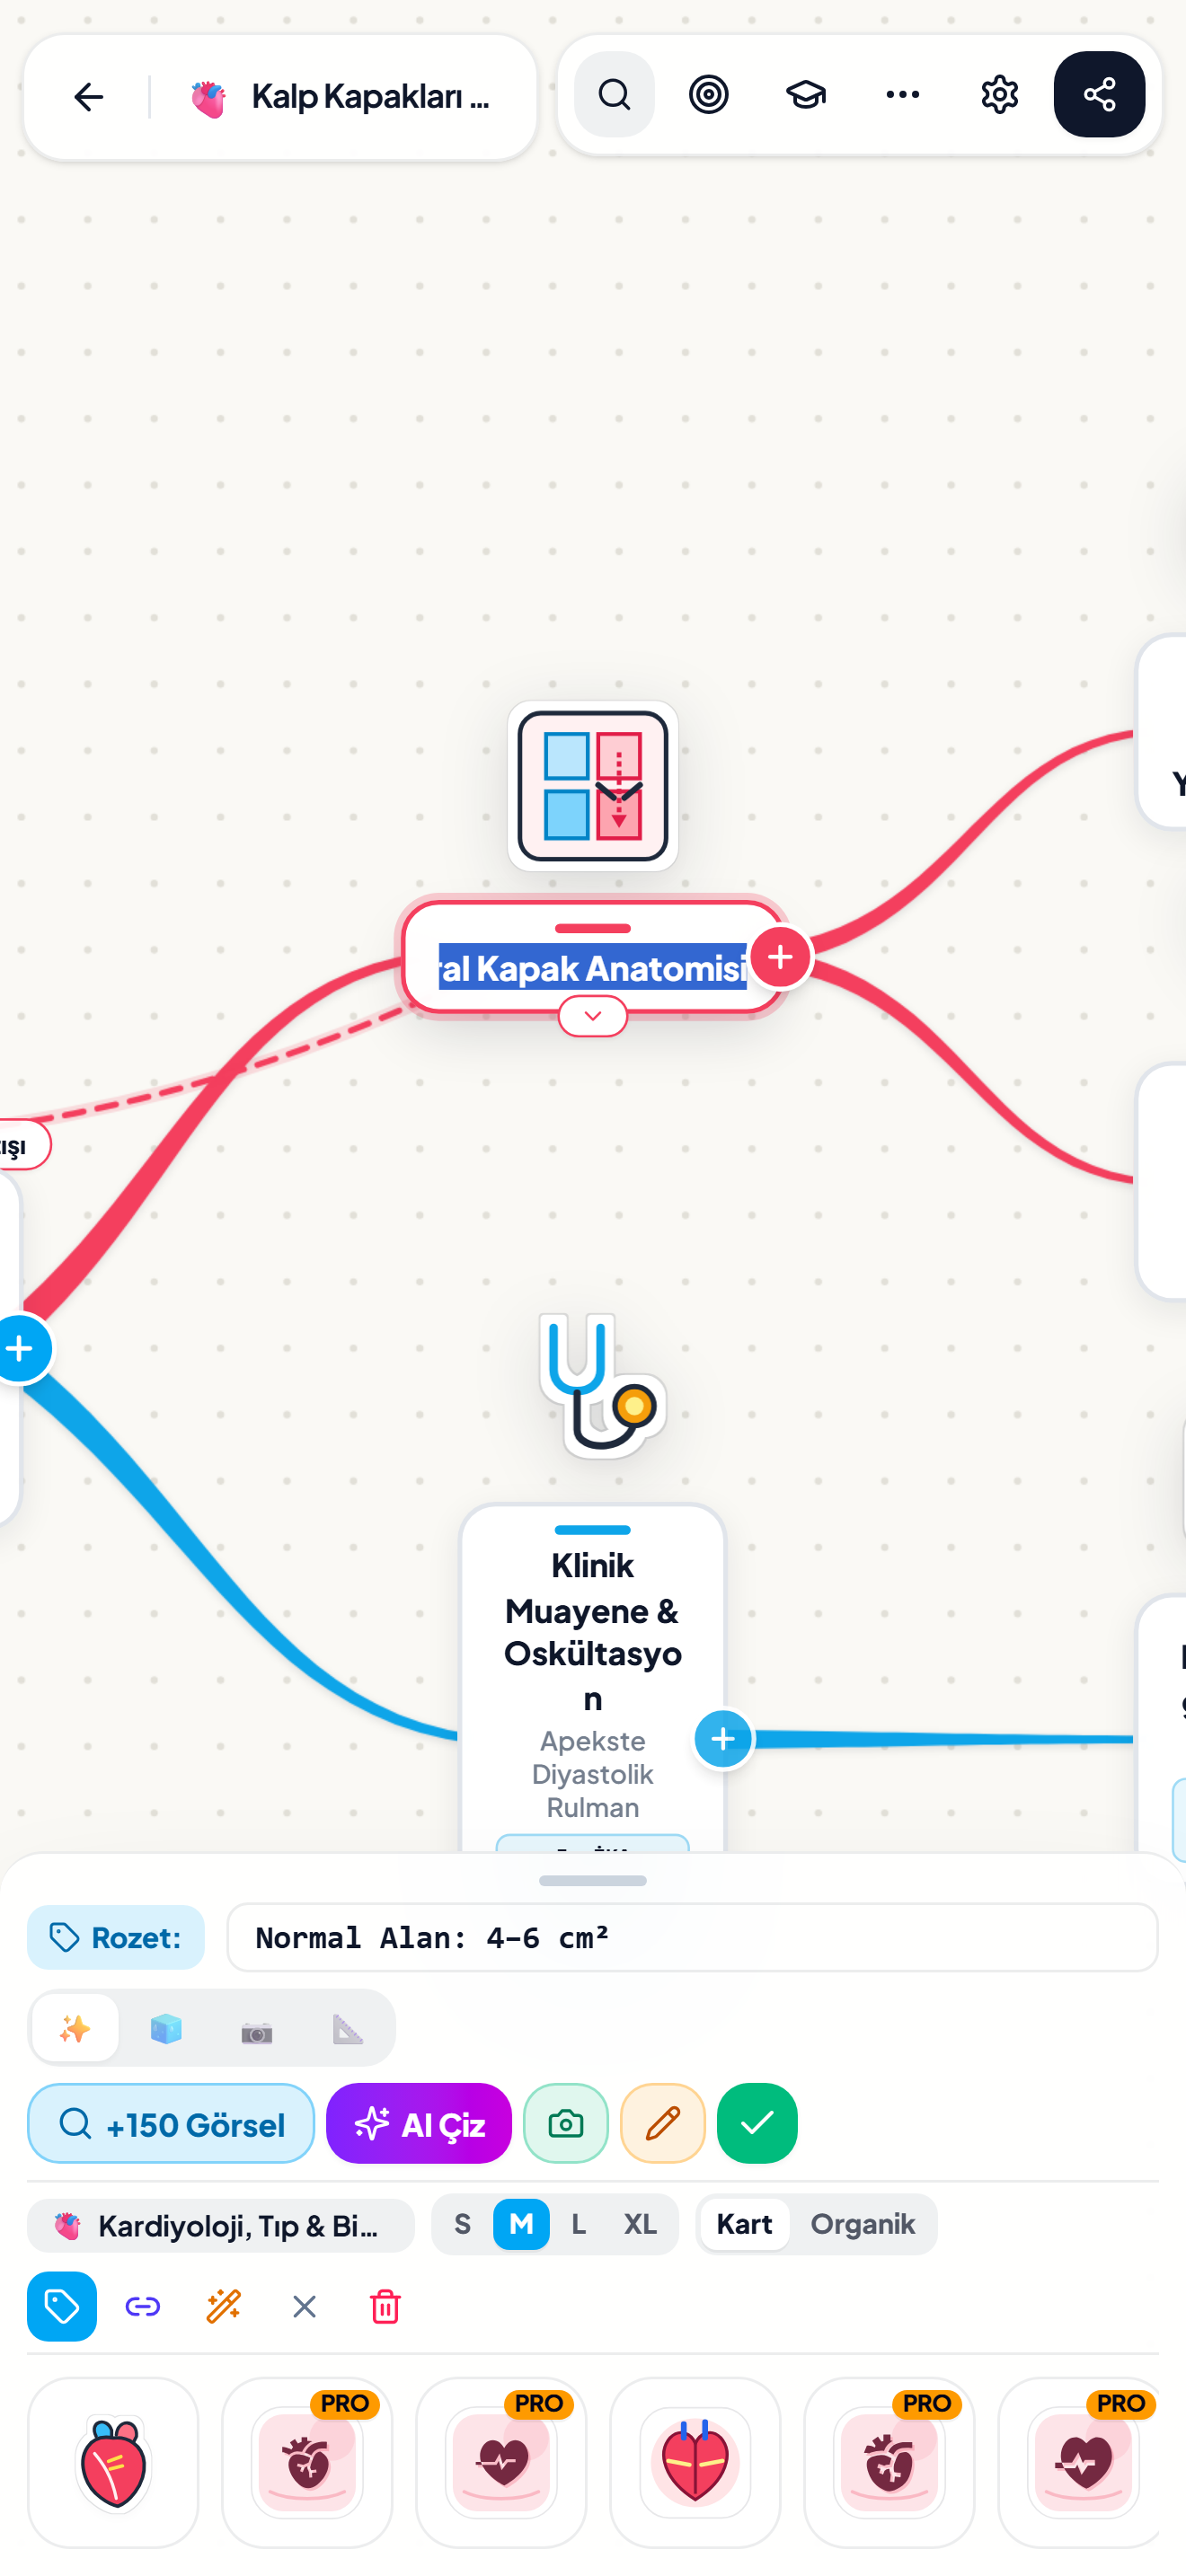 Kalp Kapakları ...
ral Kapak Anatomisi
Klinik
Muayene &
Oskültasyo
n
Apekste
Diyastolik
Rulman
Rozet:
Normal Alan: 4-6 cm²
+150 Görsel
AI Çiz
Kardiyoloji, Tıp & Bi...
S M L XL
Kart Organik
PRO PRO PRO PRO